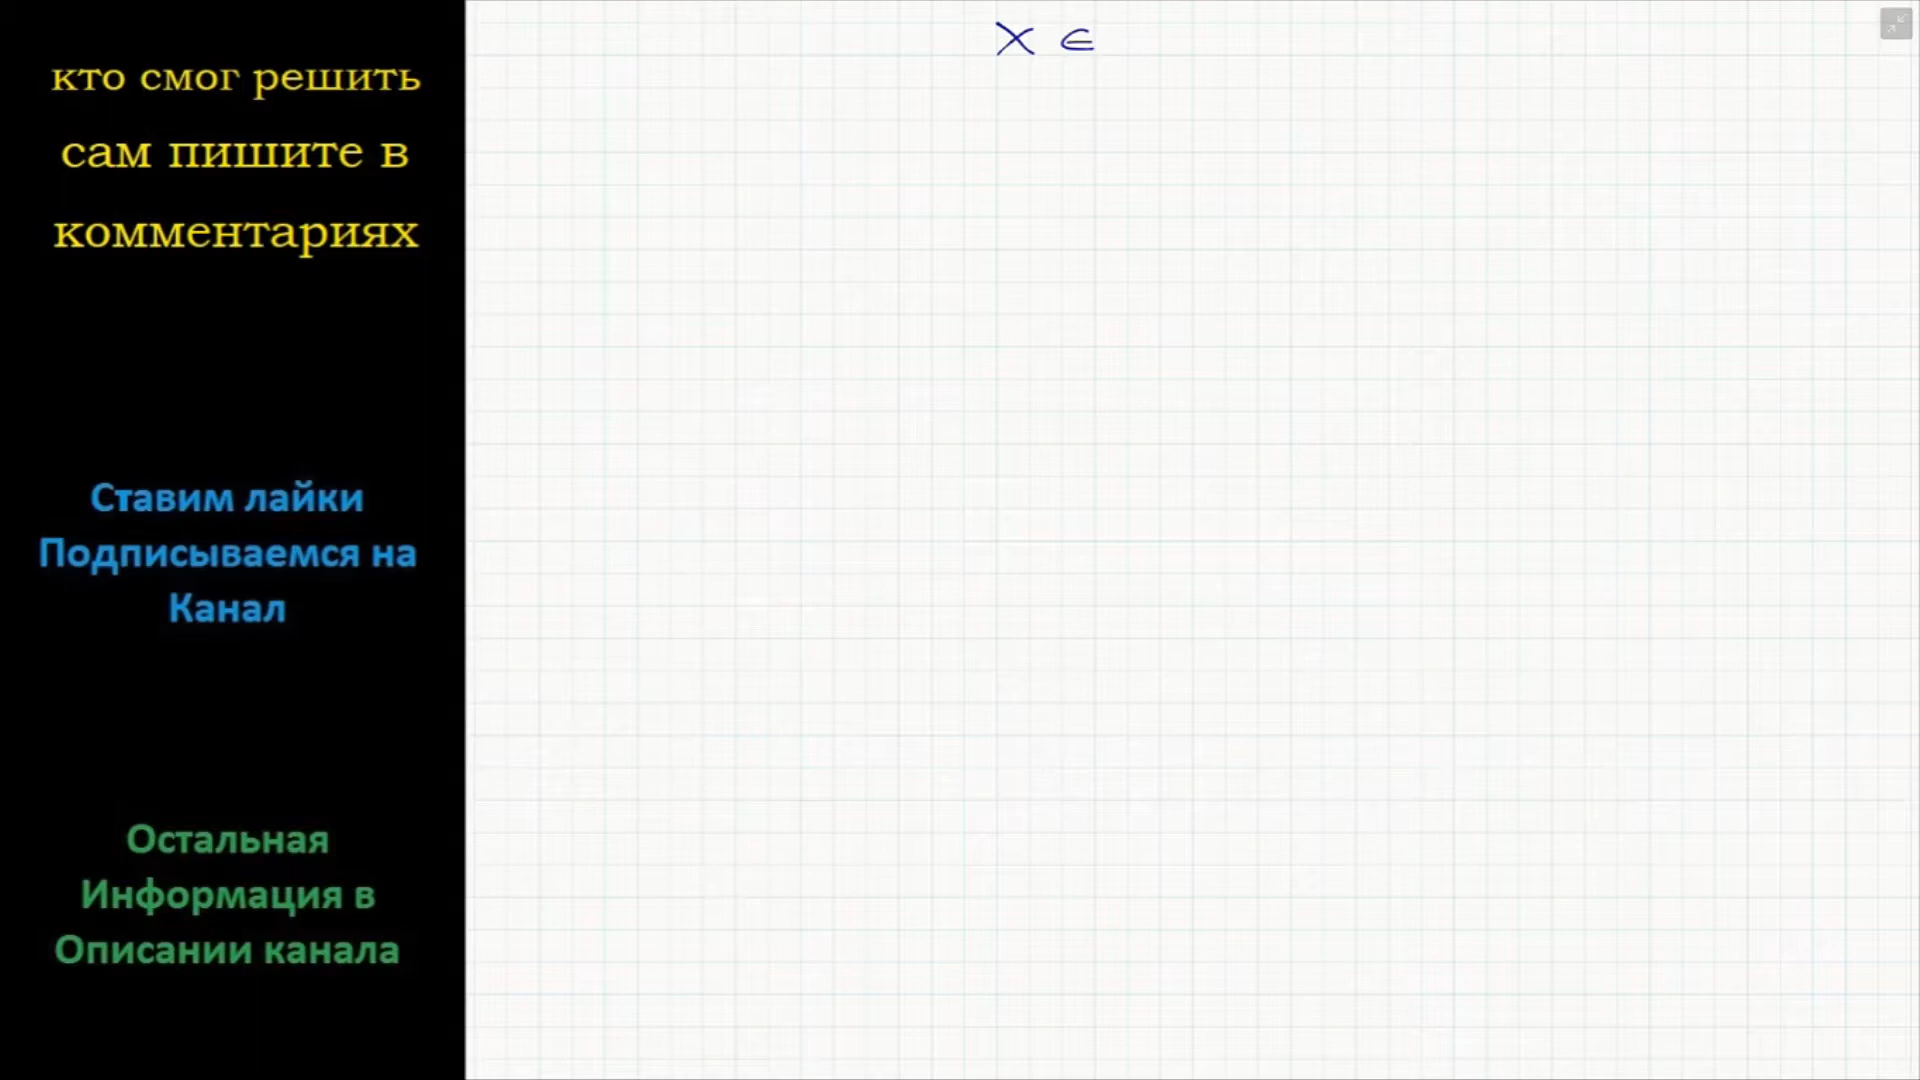 кто смог решить
сам пишите в
комментариях
Ставим лайки
Подписываемся на
Канал
Остальная
Информация в
Описании канала
X ∈